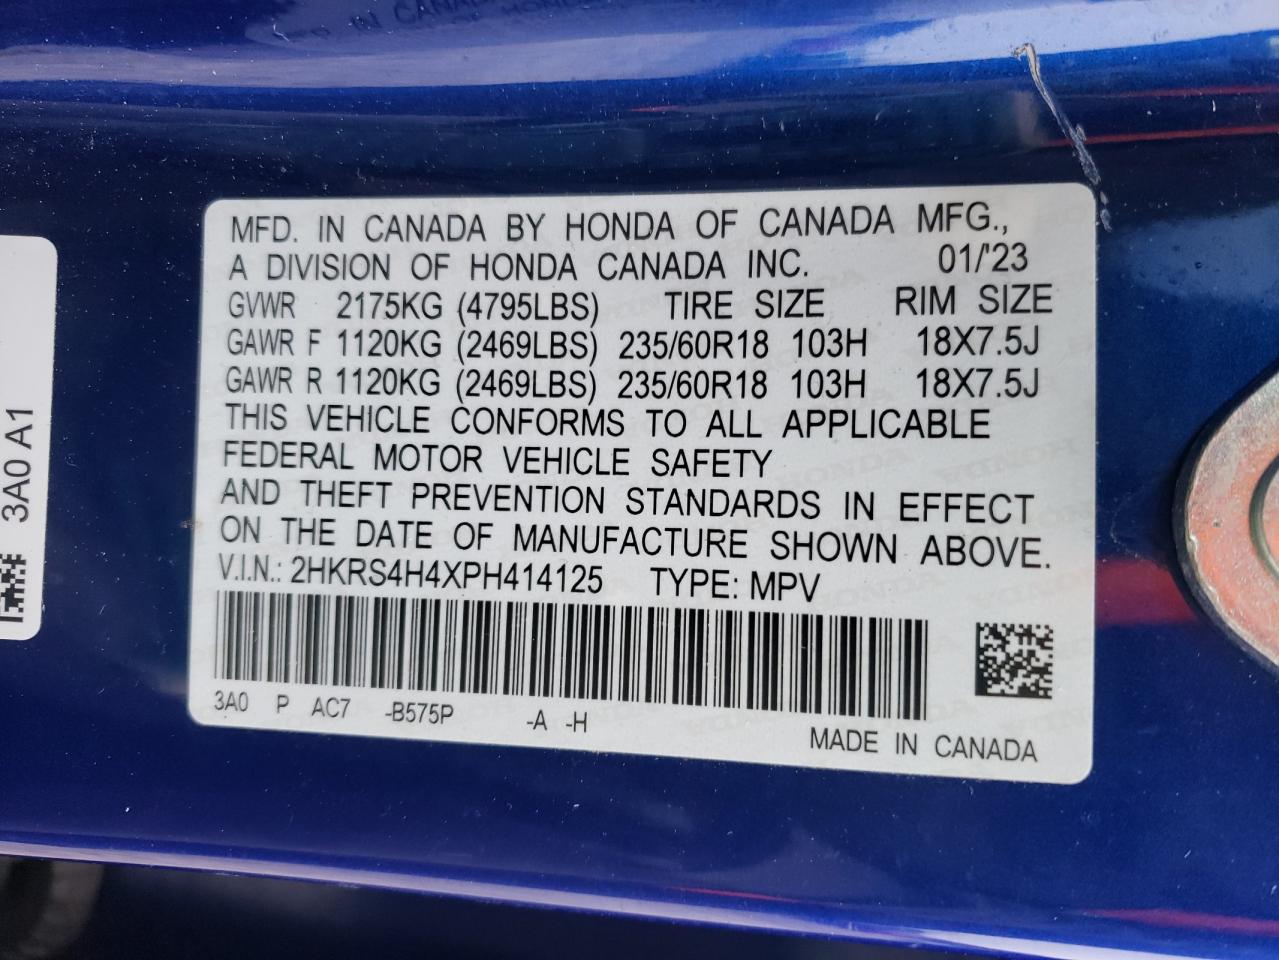 MFD. IN CANADA BY HONDA OF CANADA MFG.,
A DIVISION OF HONDA CANADA INC. 01/'23
GVWR 2175KG (4795LBS) TIRE SIZE RIM SIZE
GAWR F 1120KG (2469LBS) 235/60R18 103H 18X7.5J
GAWR R 1120KG (2469LBS) 235/60R18 103H 18X7.5J
THIS VEHICLE CONFORMS TO ALL APPLICABLE
FEDERAL MOTOR VEHICLE SAFETY
AND THEFT PREVENTION STANDARDS IN EFFECT
ON THE DATE OF MANUFACTURE SHOWN ABOVE.
V.I.N.: 2HKRS4H4XPH414125 TYPE: MPV
3A0 P AC7 -B575P -A -H
MADE IN CANADA
3A0 A1